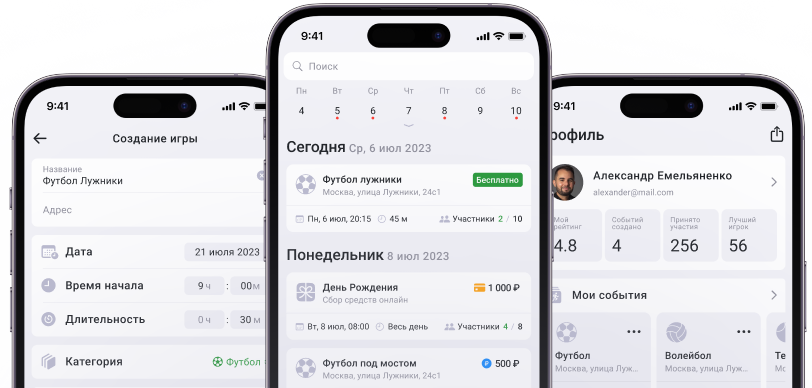 9:41
Создание игры
Название
Футбол Лужники
Адрес
Дата
21 июля 2023
Время начала
9 ч : 00м
Длительность
0 ч : 30 м
Категория
Футбол
9:41
Поиск
Пн Вт Ср Чт Пт Сб Вс
4 5 6 7 8 9 10
Сегодня Ср, 6 июл 2023
Футбол лужники
Бесплатно
Москва, улица Лужники, 24с1
Пн, 6 июл, 20:15 45 м Участники 2 / 10
Понедельник 8 июл 2023
День Рождения
1 000 ₽
Сбор средств онлайн
Вт, 8 июл, 08:00 Весь день Участники 4 / 8
Футбол под мостом
500 ₽
Москва, улица Лужники, 24с1
9:41
рофиль
Александр Емельяненко
alexander@mail.com
Мой рейтинг
4.8
Событий создано
4
Принято участия
256
Лучший игрок
56
Мои события
Футбол
Москва, улица Луж...
Волейбол
Москва, улица Луж...
Те
Мо